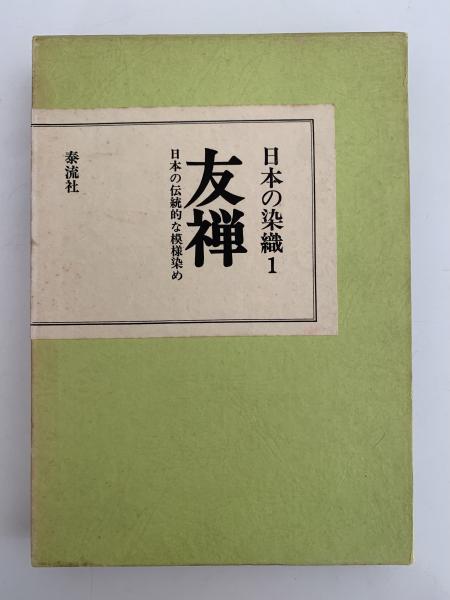 日本の染織1
友禅
日本の伝統的な模様染め
泰流社